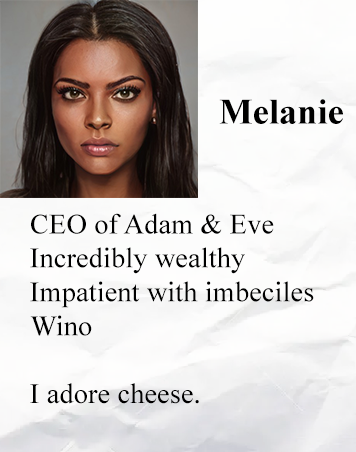 Melanie
CEO of Adam & Eve
Incredibly wealthy
Impatient with imbeciles
Wino
I adore cheese.